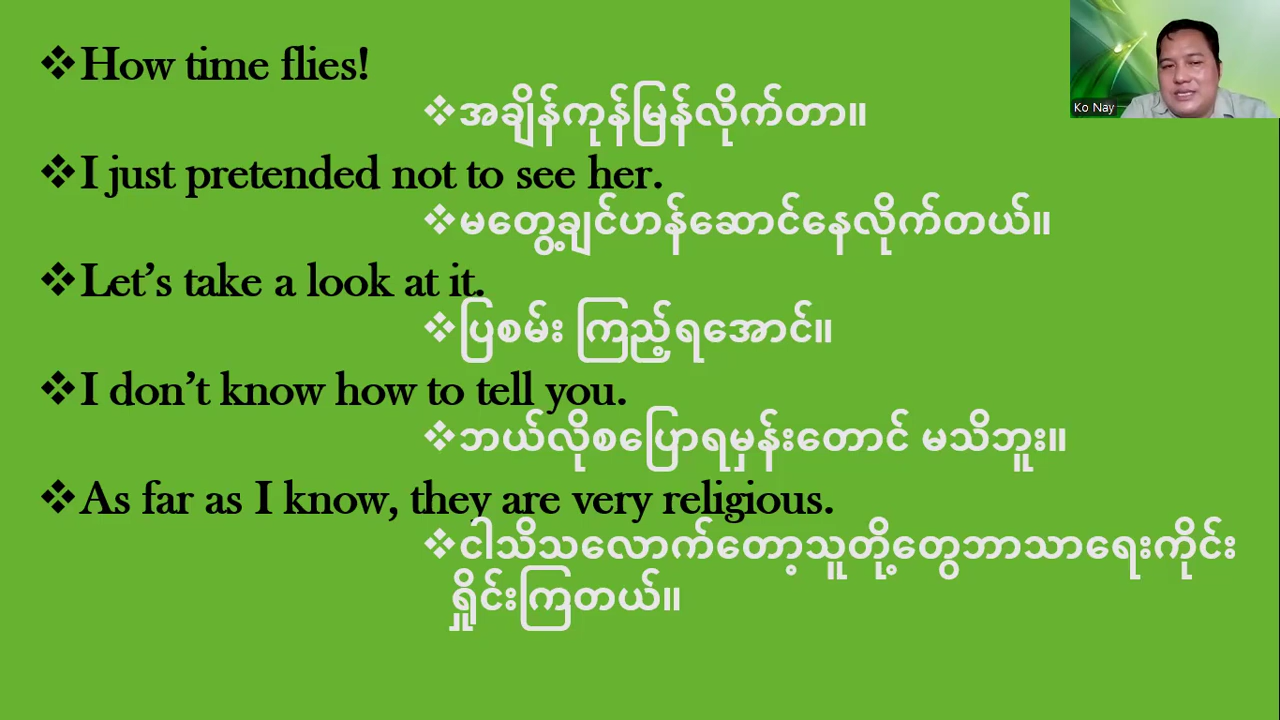 ❖How time flies!
❖အချိန်ကုန်မြန်လိုက်တာ။
❖I just pretended not to see her.
❖မတွေ့ချင်ဟန်ဆောင်နေလိုက်တယ်။
❖Let’s take a look at it.
❖ပြစမ်း ကြည့်ရအောင်။
❖I don’t know how to tell you.
❖ဘယ်လိုစပြောရမှန်းတောင် မသိဘူး။
❖As far as I know, they are very religious.
❖ငါသိသလောက်တော့သူတို့တွေဘာသာရေးကိုင်း
ရှိုင်းကြတယ်။
Ko Nay